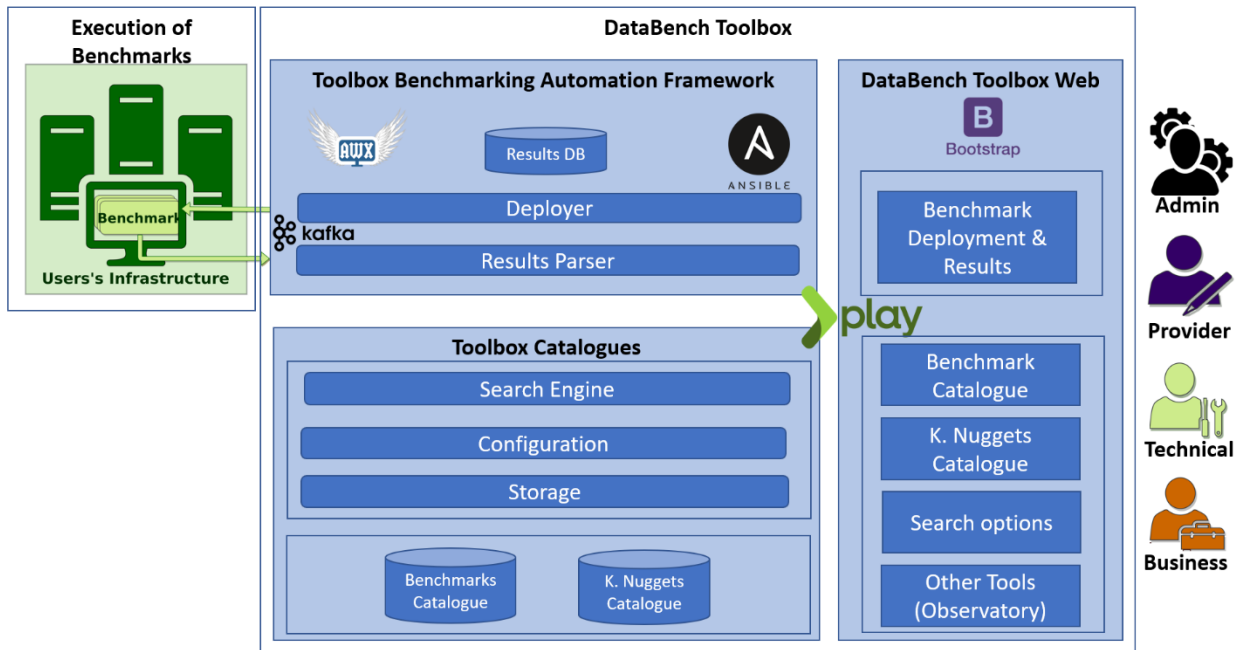 Execution of
Benchmarks
Benchmark
Users's Infrastructure
DataBench Toolbox
Toolbox Benchmarking Automation Framework
AWX
Results DB
ANSIBLE
Deployer
kafka
Results Parser
Toolbox Catalogues
Search Engine
Configuration
Storage
Benchmarks
Catalogue
K. Nuggets
Catalogue
play
DataBench Toolbox Web
B
Bootstrap
Benchmark
Deployment &
Results
Benchmark
Catalogue
K. Nuggets
Catalogue
Search options
Other Tools
(Observatory)
Admin
Provider
Technical
Business